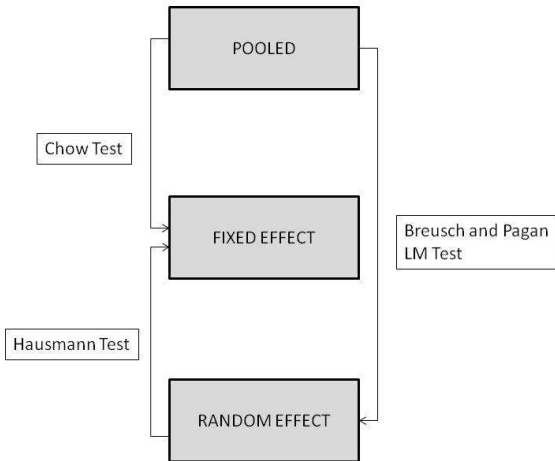 POOLED
Chow Test
FIXED EFFECT
Breusch and Pagan
LM Test
Hausmann Test
RANDOM EFFECT